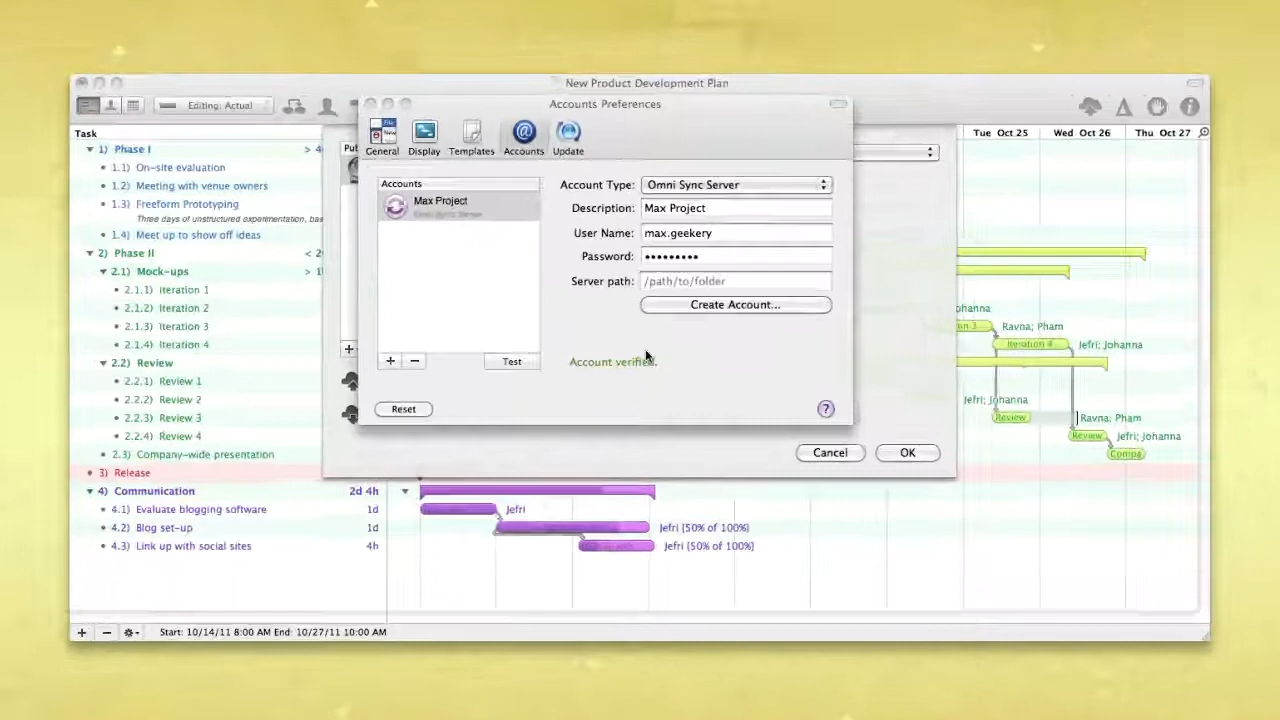 New Product Development Plan
Editing: Actual
Accounts Preferences
General
Display
Templates
Accounts
Update
Task
Tue Oct 25
Wed Oct 26
Thu Oct 27
1) Phase I
1.1) On-site evaluation
1.2) Meeting with venue owners
1.3) Freeform Prototyping
Three days of unstructured experimentation,
1.4) Meet up to show off ideas
2) Phase II
2.1) Mock-ups
2.1.1) Iteration 1
2.1.2) Iteration 2
2.1.3) Iteration 3
2.1.4) Iteration 4
2.2) Review
2.2.1) Review 1
2.2.2) Review 2
2.2.3) Review 3
2.2.4) Review 4
2.3) Company-wide presentation
3) Release
4) Communication 2d 4h
4.1) Evaluate blogging software 1d
4.2) Blog set-up 1d
4.3) Link up with social sites 4h
Accounts
Max Project
Omni Sync Server
Account Type: Omni Sync Server
Description: Max Project
User Name: max.geekery
Password: •••••••••
Server path: /path/to/folder
Create Account...
+ − Test
Account verified.
Reset
?
Cancel
OK
Ravna; Pham
Iteration 4 Jefri; Johanna
Jefri; Johanna
Review Ravna; Pham
Review Jefri; Johanna
Jefri
Jefri (50% of 100%)
Jefri (50% of 100%)
Start: 10/14/11 8:00 AM End: 10/27/11 10:00 AM